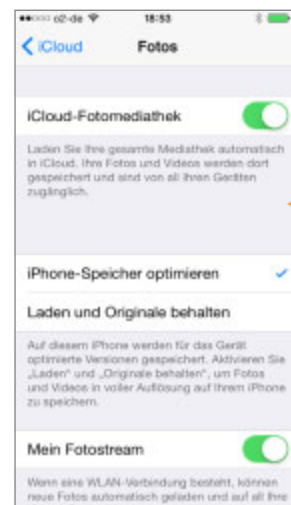 o2-de 18:53
iCloud Fotos
iCloud-Fotomediathek
Laden Sie Ihre gesamte Mediathek automatisch
in iCloud. Ihre Fotos und Videos werden dort
gespeichert und sind von all Ihren Geräten
zugänglich.
iPhone-Speicher optimieren
Laden und Originale behalten
Auf diesem iPhone werden für das Gerät
optimierte Versionen gespeichert. Aktivieren Sie
„Laden“ und „Originale behalten“, um Fotos
und Videos in voller Auflösung auf Ihrem iPhone
zu speichern.
Mein Fotostream
Wenn eine WLAN-Verbindung besteht, können
neue Fotos automatisch geladen und auf all Ihre